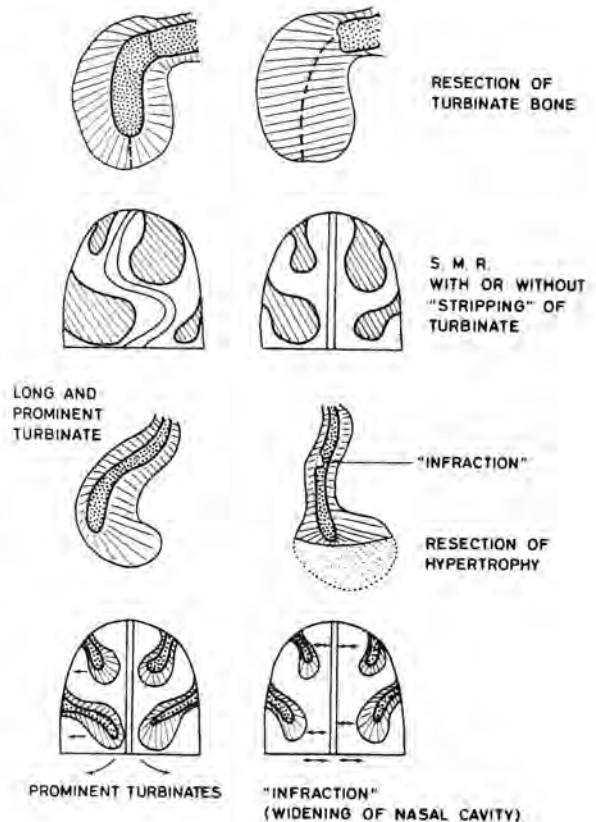 RESECTION OF
TURBINATE BONE
S. M. R.
WITH OR WITHOUT
"STRIPPING" OF
TURBINATE
LONG AND
PROMINENT
TURBINATE
"INFRACTION"
RESECTION OF
HYPERTROPHY
PROMINENT TURBINATES
"INFRACTION"
(WIDENING OF NASAL CAVITY)